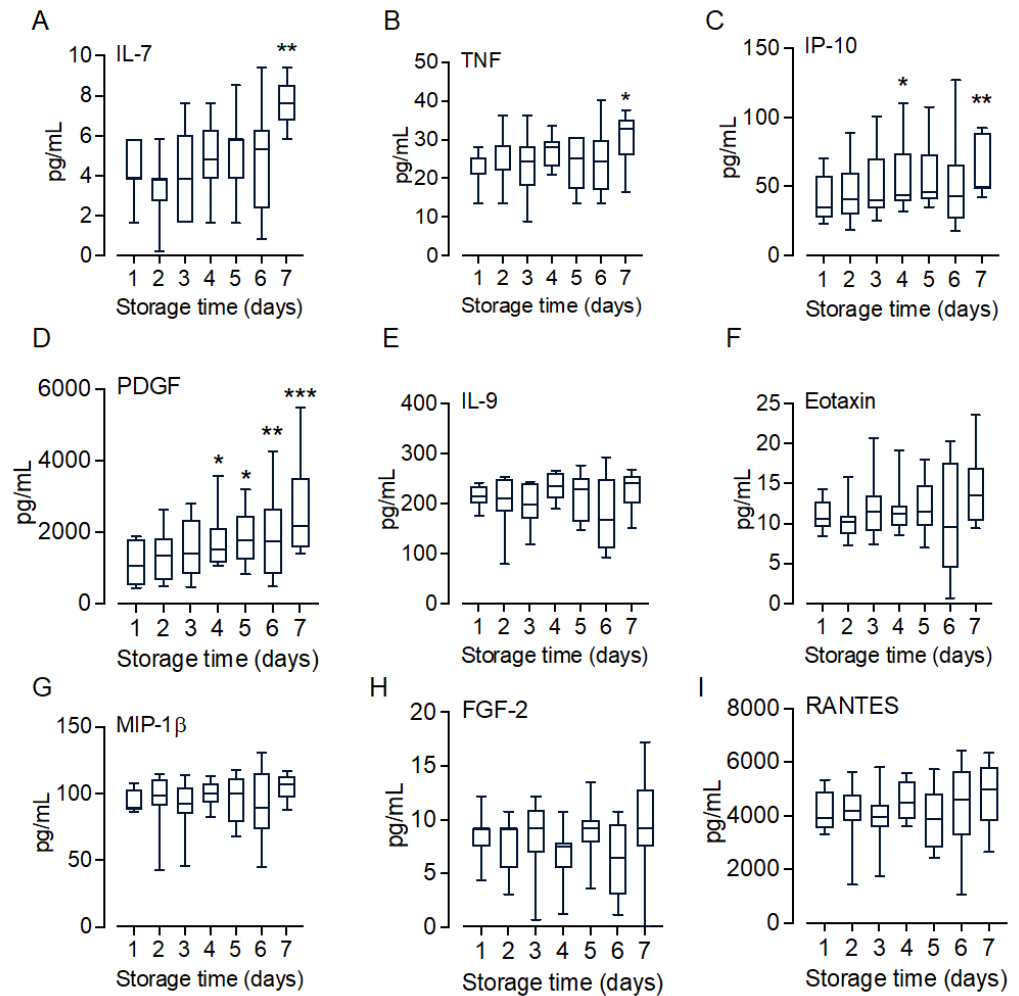 A
IL-7
10
8
6
4
2
0
pg/mL
**
1 2 3 4 5 6 7
Storage time (days)
B
TNF
50
40
30
20
10
0
pg/mL
*
1 2 3 4 5 6 7
Storage time (days)
C
IP-10
150
100
50
0
pg/mL
*
**
1 2 3 4 5 6 7
Storage time (days)
D
PDGF
6000
4000
2000
0
pg/mL
*
*
**
***
1 2 3 4 5 6 7
Storage time (days)
E
IL-9
400
300
200
100
0
pg/mL
1 2 3 4 5 6 7
Storage time (days)
F
Eotaxin
25
20
15
10
5
0
pg/mL
1 2 3 4 5 6 7
Storage time (days)
G
MIP-1β
150
100
50
0
pg/mL
1 2 3 4 5 6 7
Storage time (days)
H
FGF-2
20
15
10
5
0
pg/mL
1 2 3 4 5 6 7
Storage time (days)
I
RANTES
8000
6000
4000
2000
0
pg/mL
1 2 3 4 5 6 7
Storage time (days)